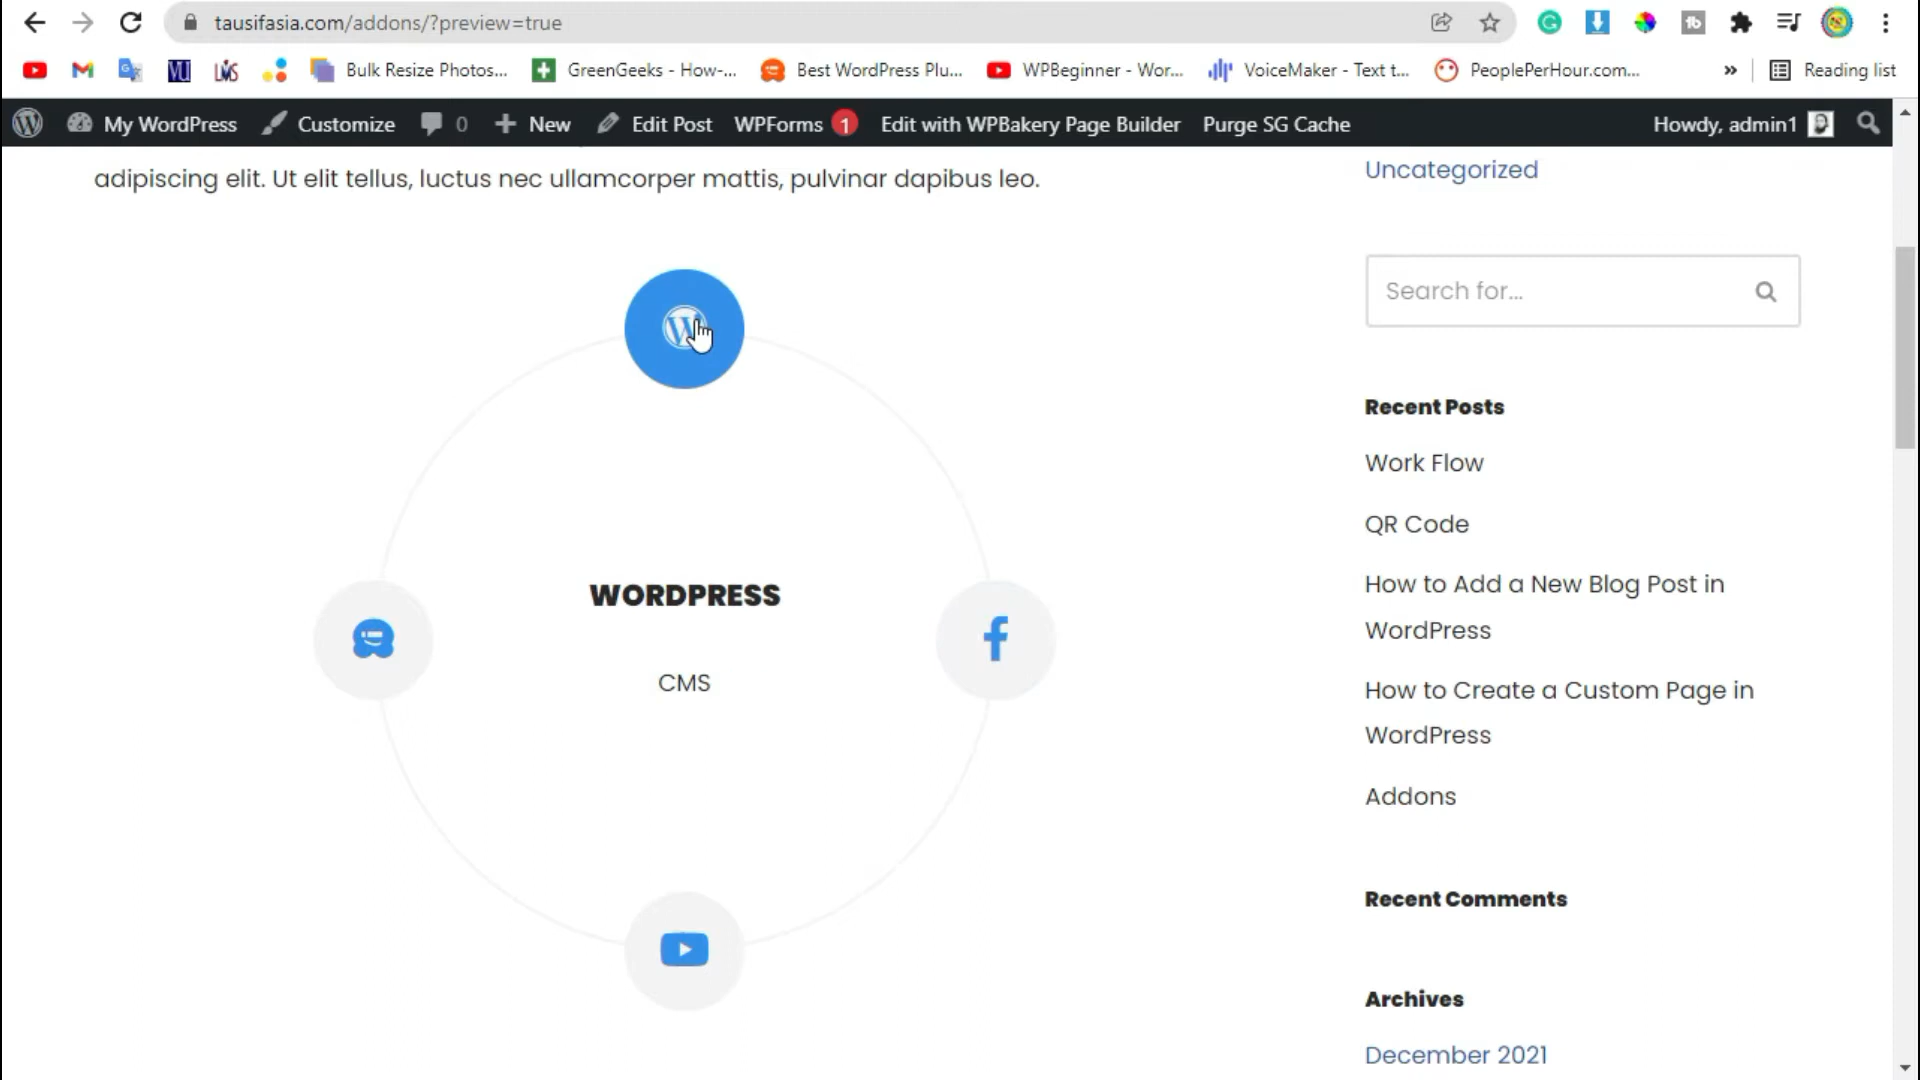 tausifasia.com/addons/?preview=true
Bulk Resize Photos... GreenGeeks - How-... Best WordPress Plu... WPBeginner - Wor... VoiceMaker - Text t... PeoplePerHour.com... » Reading list
My WordPress Customize 0 + New Edit Post WPForms 1 Edit with WPBakery Page Builder Purge SG Cache Howdy, admin1
adipiscing elit. Ut elit tellus, luctus nec ullamcorper mattis, pulvinar dapibus leo.
WORDPRESS
CMS
Uncategorized
Search for...
Recent Posts
Work Flow
QR Code
How to Add a New Blog Post in
WordPress
How to Create a Custom Page in
WordPress
Addons
Recent Comments
Archives
December 2021